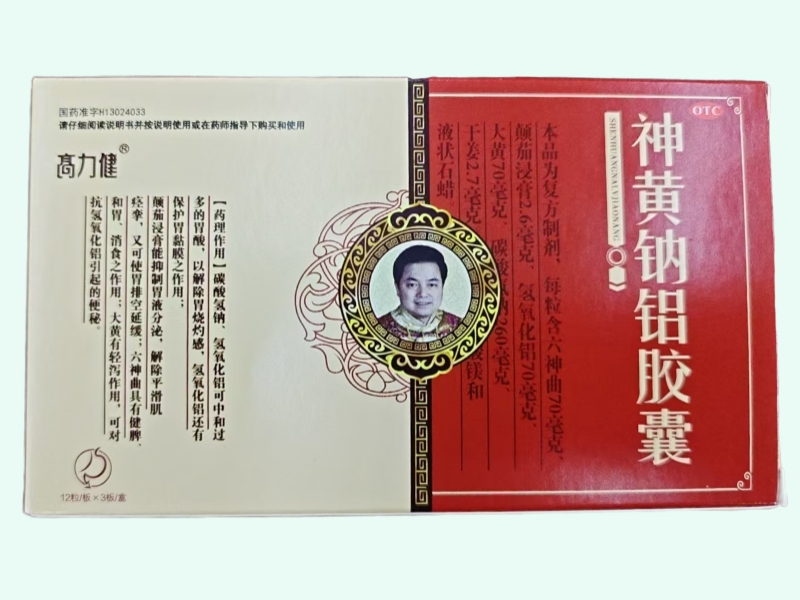 国药准字H13024033
请仔细阅读说明书并按说明使用或在药师指导下购买和使用
高力健®
【药理作用】碳酸氢钠、氢氧化铝可中和过
多的胃酸，以解除胃烧灼感，氢氧化铝还有
保护胃黏膜之作用；
颠茄浸膏能抑制胃液分泌，解除平滑肌
痉挛，又可使胃排空延缓；六神曲具有健脾、
和胃、消食之作用；大黄有轻泻作用，可对
抗氢氧化铝引起的便秘。
12粒/板×3板/盒
OTC
神黄钠铝胶囊
SHENHUANGNALVJIAONANG
本品为复方制剂，每粒含六神曲70毫克、
颠茄浸膏2.6毫克、氢氧化铝70毫克、
大黄70毫克、碳酸氢钠260毫克、
干姜2.7毫克 酸镁和
液状石蜡